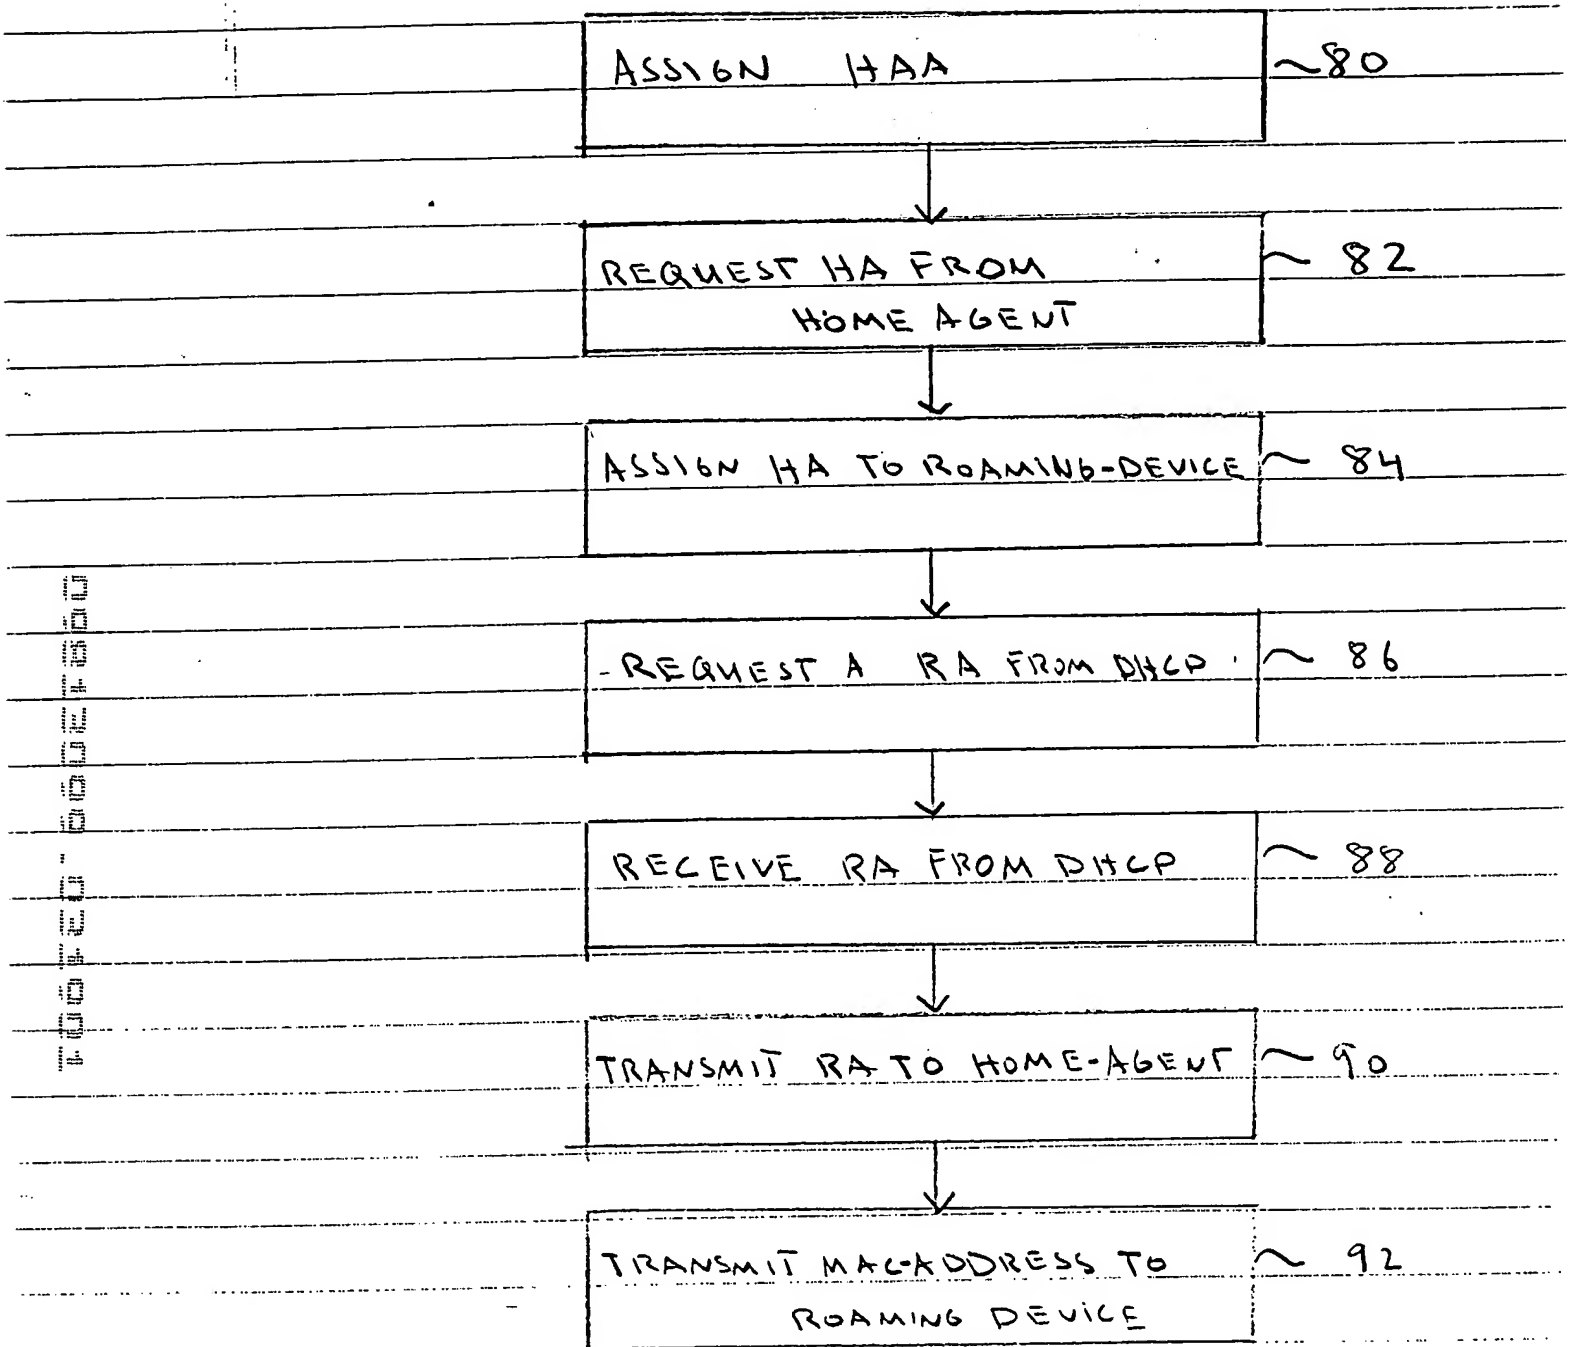 ASSIGN HAA ~80
REQUEST HA FROM ~ 82
HOME AGENT
ASSIGN HA TO ROAMING-DEVICE ~ 84
REQUEST A RA FROM DHCP ~ 86
RECEIVE RA FROM DHCP ~ 88
TRANSMIT RA TO HOME-AGENT ~ 90
TRANSMIT MAC-ADDRESS TO ~ 92
ROAMING DEVICE